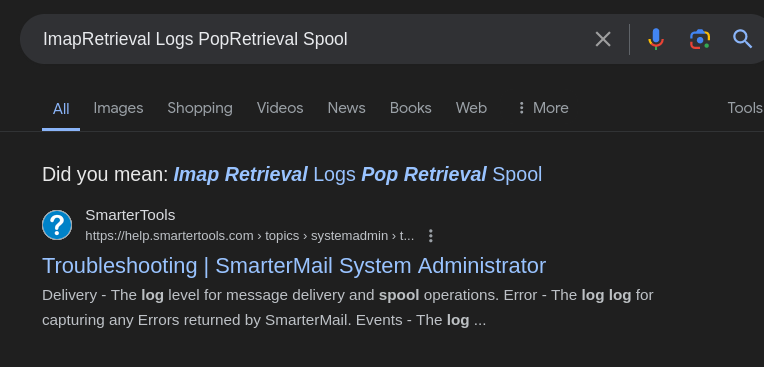 ImapRetrieval Logs PopRetrieval Spool
All Images Shopping Videos News Books Web More Tools
Did you mean: Imap Retrieval Logs Pop Retrieval Spool
SmarterTools
https://help.smartertools.com › topics › systemadmin › t...
Troubleshooting | SmarterMail System Administrator
Delivery - The log level for message delivery and spool operations. Error - The log log for
capturing any Errors returned by SmarterMail. Events - The log ...